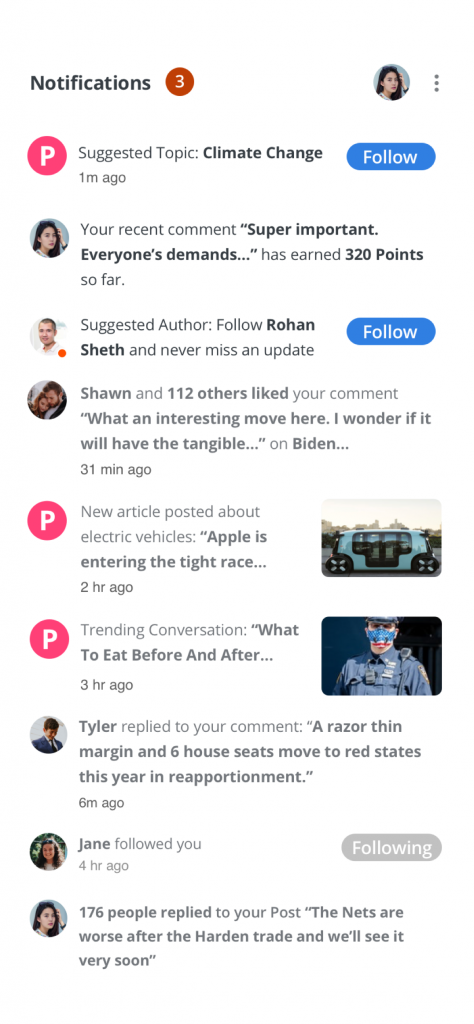 Notifications 3
P Suggested Topic: Climate Change Follow
1m ago
Your recent comment “Super important.
Everyone’s demands...” has earned 320 Points
so far.
Suggested Author: Follow Rohan Follow
Sheth and never miss an update
Shawn and 112 others liked your comment
“What an interesting move here. I wonder if it
will have the tangible...” on Biden...
31 min ago
P New article posted about
electric vehicles: “Apple is
entering the tight race...
2 hr ago
P Trending Conversation: “What
To Eat Before And After...
3 hr ago
Tyler replied to your comment: “A razor thin
margin and 6 house seats move to red states
this year in reapportionment.”
6m ago
Jane followed you Following
4 hr ago
176 people replied to your Post “The Nets are
worse after the Harden trade and we’ll see it
very soon”